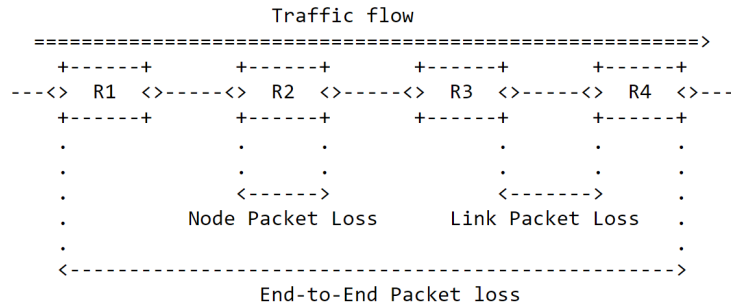 Traffic flow
========================================================>
+------+ +------+ +------+ +------+
---<> R1 <>-----<> R2 <>-----<> R3 <>-----<> R4 <>---
+------+ +------+ +------+ +------+
. . . . . .
. . . . . .
. <------> <-------> .
. Node Packet Loss Link Packet Loss .
. .
<---------------------------------------------------->
End-to-End Packet loss